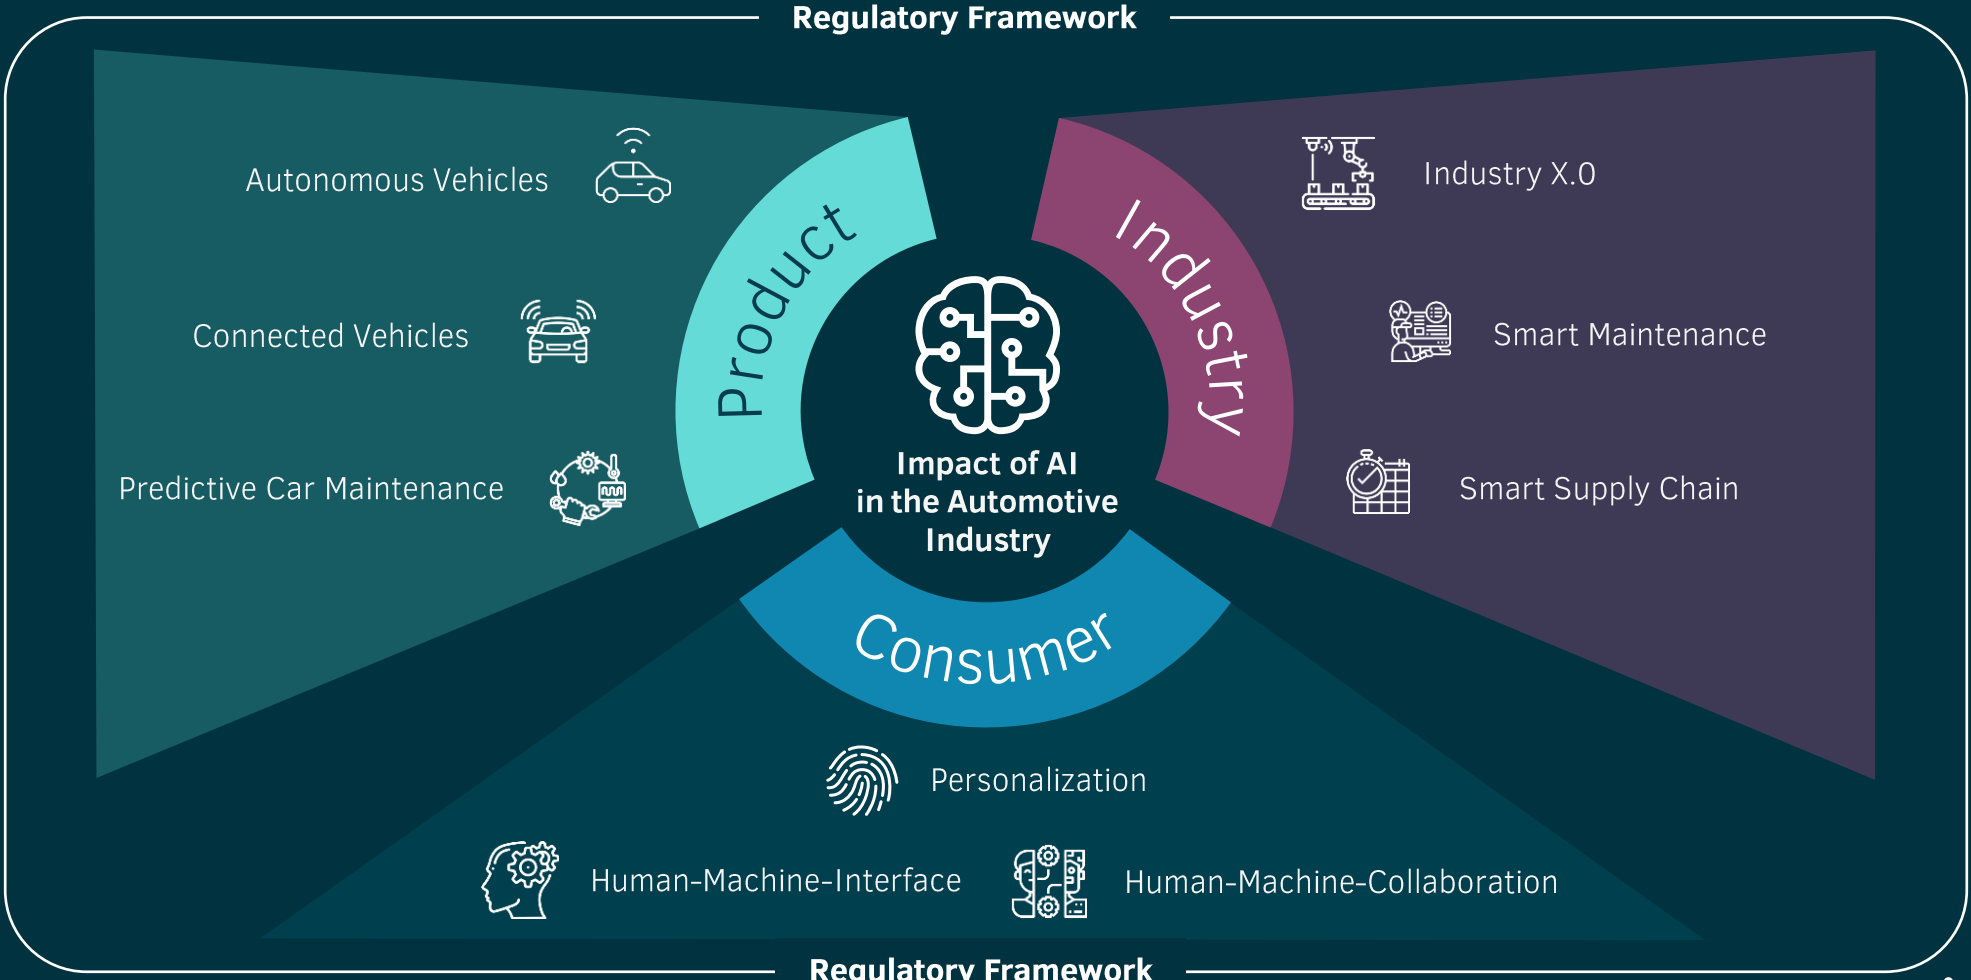 Regulatory Framework
Product
Autonomous Vehicles
Connected Vehicles
Predictive Car Maintenance
Industry
Industry X.0
Smart Maintenance
Smart Supply Chain
Impact of AI
in the Automotive
Industry
Consumer
Personalization
Human-Machine-Interface
Human-Machine-Collaboration
Regulatory Framework